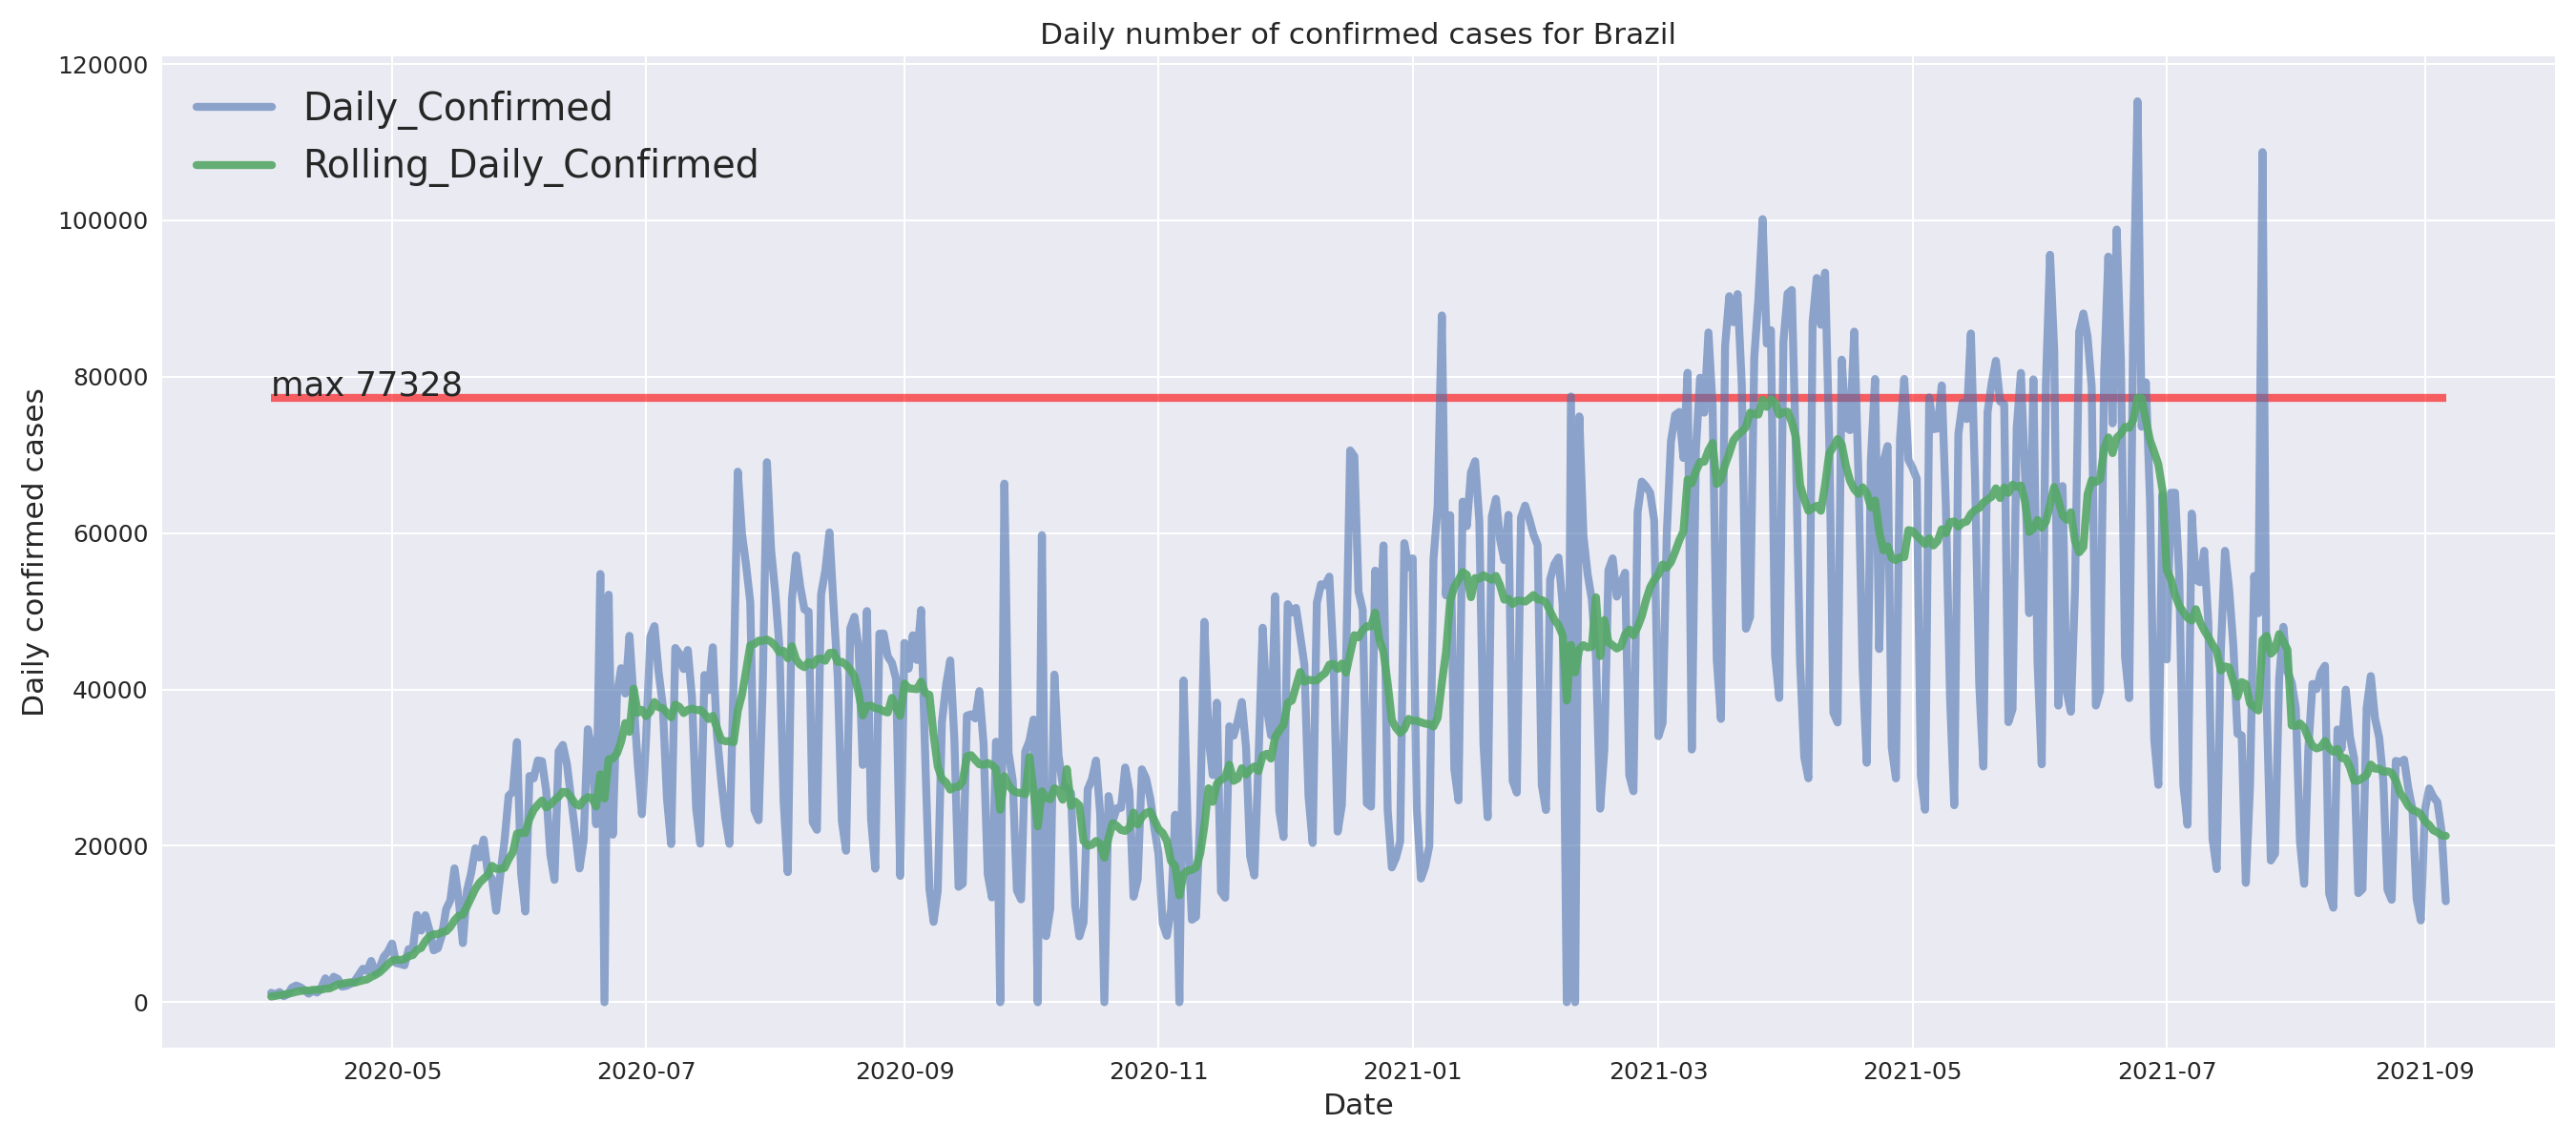 Daily number of confirmed cases for Brazil
120000
Daily_Confirmed
Rolling_Daily_Confirmed
100000
80000
max 77328
60000
40000
20000
0
Daily confirmed cases
2020-05 2020-07 2020-09 2020-11 2021-01 2021-03 2021-05 2021-07 2021-09
Date